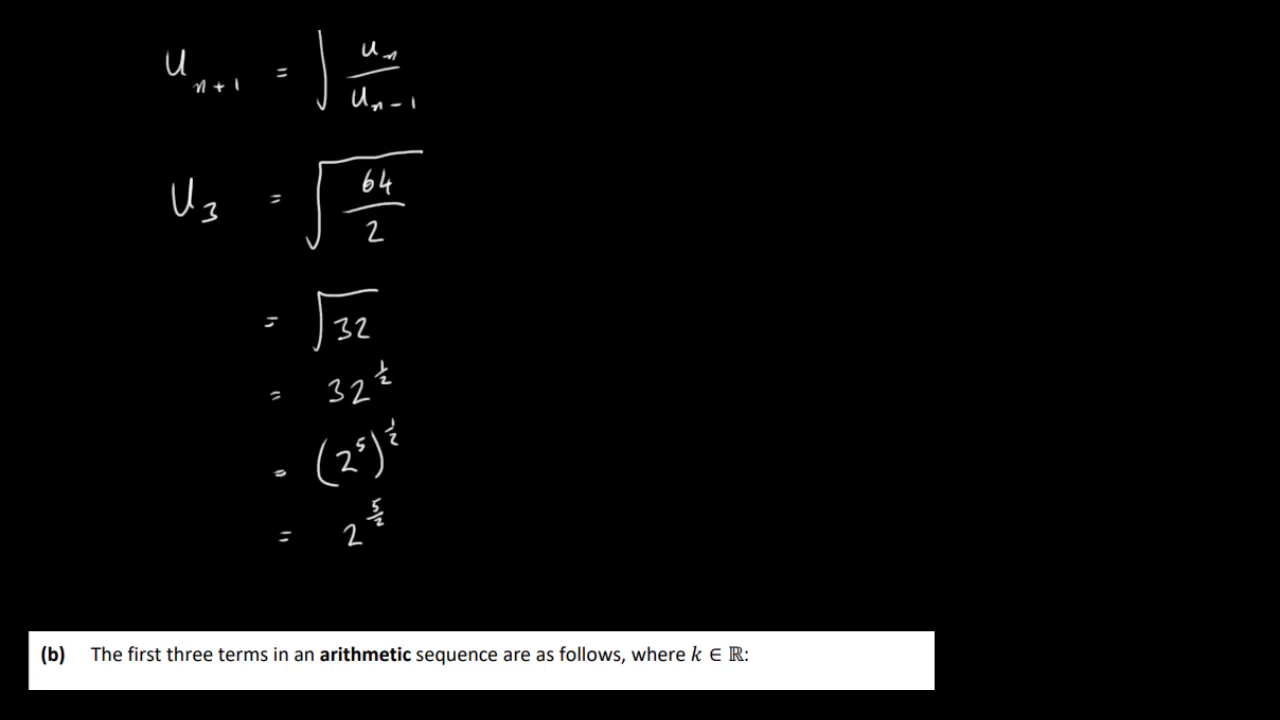 u_{n+1} = √(u_n / u_{n-1})
u_3 = √(64 / 2)
= √32
= 32^{1/2}
= (2^5)^{1/2}
= 2^{5/2}
(b) The first three terms in an arithmetic sequence are as follows, where k ∈ ℝ: